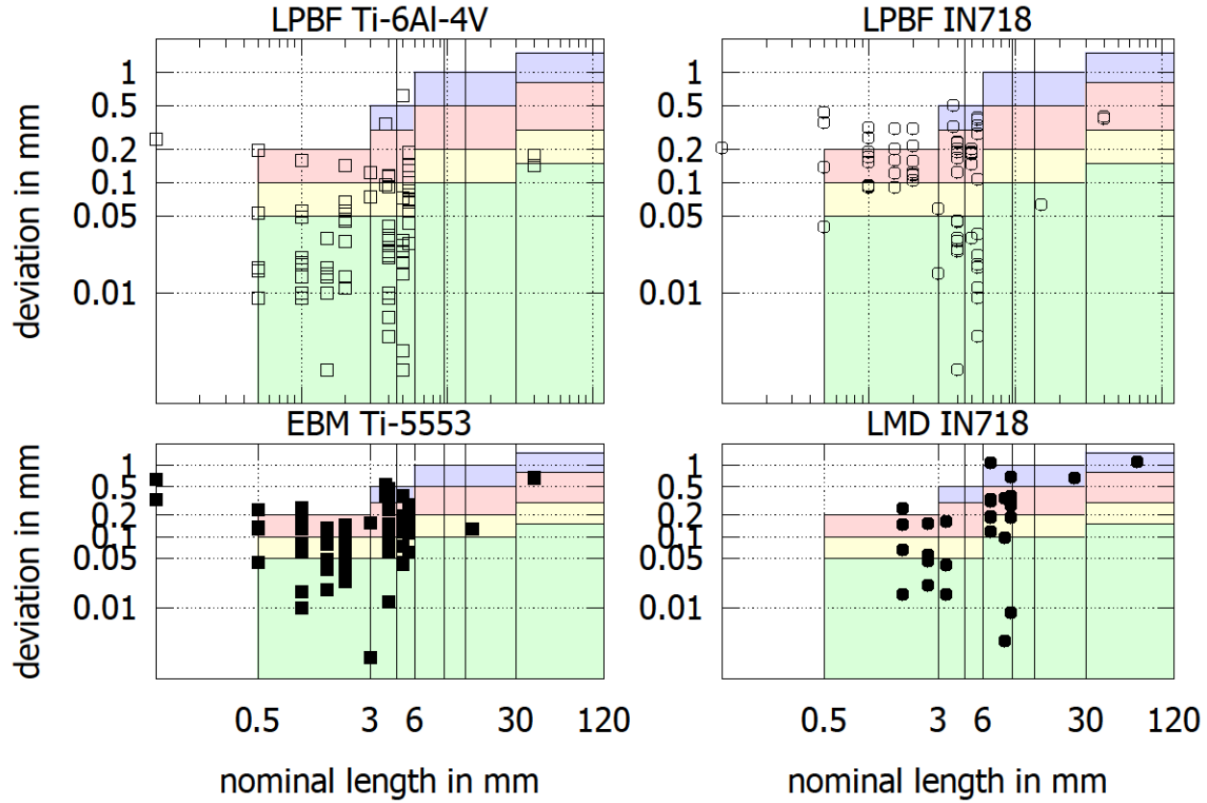 LPBF Ti-6Al-4V
LPBF IN718
deviation in mm
1
0.5
0.2
0.1
0.05
0.01
1
0.5
0.2
0.1
0.05
0.01
EBM Ti-5553
LMD IN718
deviation in mm
1
0.5
0.2
0.1
0.05
0.01
1
0.5
0.2
0.1
0.05
0.01
0.5 3 6 30 120
0.5 3 6 30 120
nominal length in mm
nominal length in mm